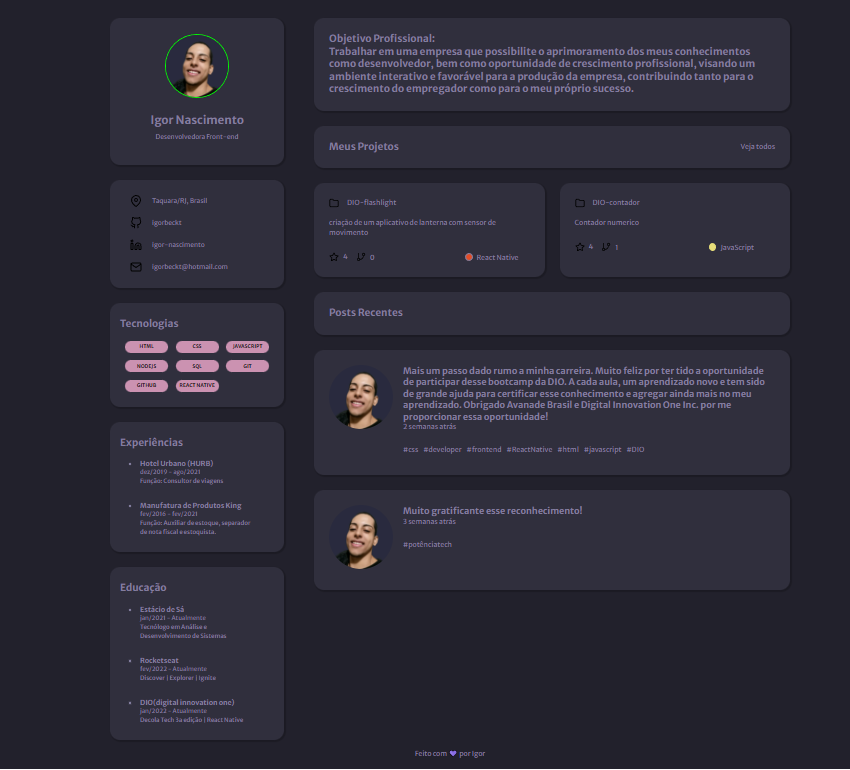 Igor Nascimento
Desenvolvedora Front-end
Taquara/RJ, Brasil
Igorbeckt
igor-nascimento
Igorbeckt@hotmail.com
Tecnologias
HTML CSS JAVASCRIPT
NODEJS SQL GIT
GITHUB REACT NATIVE
Experiências
Hotel Urbano (HURB)
dez/2019 - ago/2021
Função: Consultor de viagens
Manufatura de Produtos King
fev/2016 - fev/2021
Função: Auxiliar de estoque, separador
de nota fiscal e estoquista.
Educação
Estácio de Sá
jan/2021 - Atualmente
Tecnólogo em Análise e
Desenvolvimento de Sistemas
Rocketseat
fev/2022 - Atualmente
Discover | Explorer | Ignite
DIO(digital innovation one)
jan/2022 - Atualmente
Decola Tech 3a edição | React Native
Objetivo Profissional:
Trabalhar em uma empresa que possibilite o aprimoramento dos meus conhecimentos
como desenvolvedor, bem como oportunidade de crescimento profissional, visando um
ambiente interativo e favorável para a produção da empresa, contribuindo tanto para o
crescimento do empregador como para o meu próprio sucesso.
Meus Projetos
Veja todos
DIO-flashlight
criação de um aplicativo de lanterna com sensor de
movimento
4 0 React Native
DIO-contador
Contador numerico
4 1 JavaScript
Posts Recentes
Mais um passo dado rumo a minha carreira. Muito feliz por ter tido a oportunidade
de participar desse bootcamp da DIO. A cada aula, um aprendizado novo e tem sido
de grande ajuda para certificar esse conhecimento e agregar ainda mais no meu
aprendizado. Obrigado Avanade Brasil e Digital Innovation One Inc. por me
proporcionar essa oportunidade!
2 semanas atrás
#css #developer #frontend #ReactNative #html #javascript #DIO
Muito gratificante esse reconhecimento!
3 semanas atrás
#potênciatech
Feito com por Igor